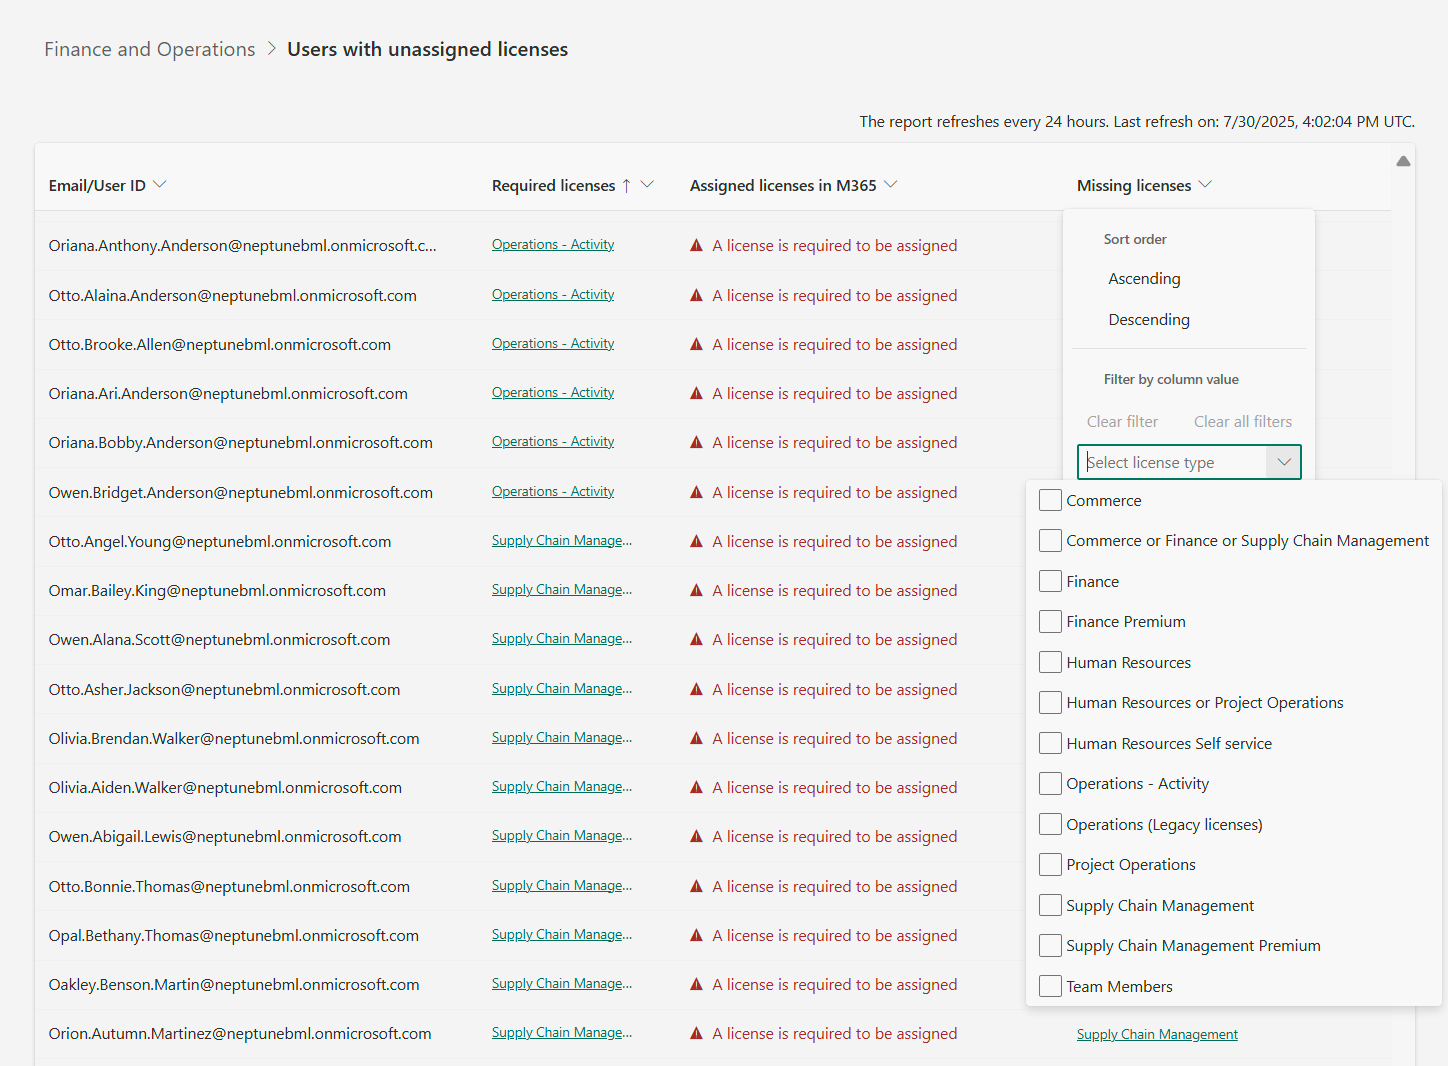 Finance and Operations > Users with unassigned licenses
The report refreshes every 24 hours. Last refresh on: 7/30/2025, 4:02:04 PM UTC.
Email/User ID Required licenses ↑ Assigned licenses in M365 Missing licenses
Oriana.Anthony.Anderson@neptunebml.onmicrosoft.c... Operations - Activity A license is required to be assigned
Otto.Alaina.Anderson@neptunebml.onmicrosoft.com Operations - Activity A license is required to be assigned
Otto.Brooke.Allen@neptunebml.onmicrosoft.com Operations - Activity A license is required to be assigned
Oriana.Ari.Anderson@neptunebml.onmicrosoft.com Operations - Activity A license is required to be assigned
Oriana.Bobby.Anderson@neptunebml.onmicrosoft.com Operations - Activity A license is required to be assigned
Owen.Bridget.Anderson@neptunebml.onmicrosoft.com Operations - Activity A license is required to be assigned
Otto.Angel.Young@neptunebml.onmicrosoft.com Supply Chain Manage... A license is required to be assigned
Omar.Bailey.King@neptunebml.onmicrosoft.com Supply Chain Manage... A license is required to be assigned
Owen.Alana.Scott@neptunebml.onmicrosoft.com Supply Chain Manage... A license is required to be assigned
Otto.Asher.Jackson@neptunebml.onmicrosoft.com Supply Chain Manage... A license is required to be assigned
Olivia.Brendan.Walker@neptunebml.onmicrosoft.com Supply Chain Manage... A license is required to be assigned
Olivia.Aiden.Walker@neptunebml.onmicrosoft.com Supply Chain Manage... A license is required to be assigned
Owen.Abigail.Lewis@neptunebml.onmicrosoft.com Supply Chain Manage... A license is required to be assigned
Otto.Bonnie.Thomas@neptunebml.onmicrosoft.com Supply Chain Manage... A license is required to be assigned
Opal.Bethany.Thomas@neptunebml.onmicrosoft.com Supply Chain Manage... A license is required to be assigned
Oakley.Benson.Martin@neptunebml.onmicrosoft.com Supply Chain Manage... A license is required to be assigned
Orion.Autumn.Martinez@neptunebml.onmicrosoft.com Supply Chain Manage... A license is required to be assigned Supply Chain Management
Sort order
Ascending
Descending
Filter by column value
Clear filter Clear all filters
Select license type
Commerce
Commerce or Finance or Supply Chain Management
Finance
Finance Premium
Human Resources
Human Resources or Project Operations
Human Resources Self service
Operations - Activity
Operations (Legacy licenses)
Project Operations
Supply Chain Management
Supply Chain Management Premium
Team Members